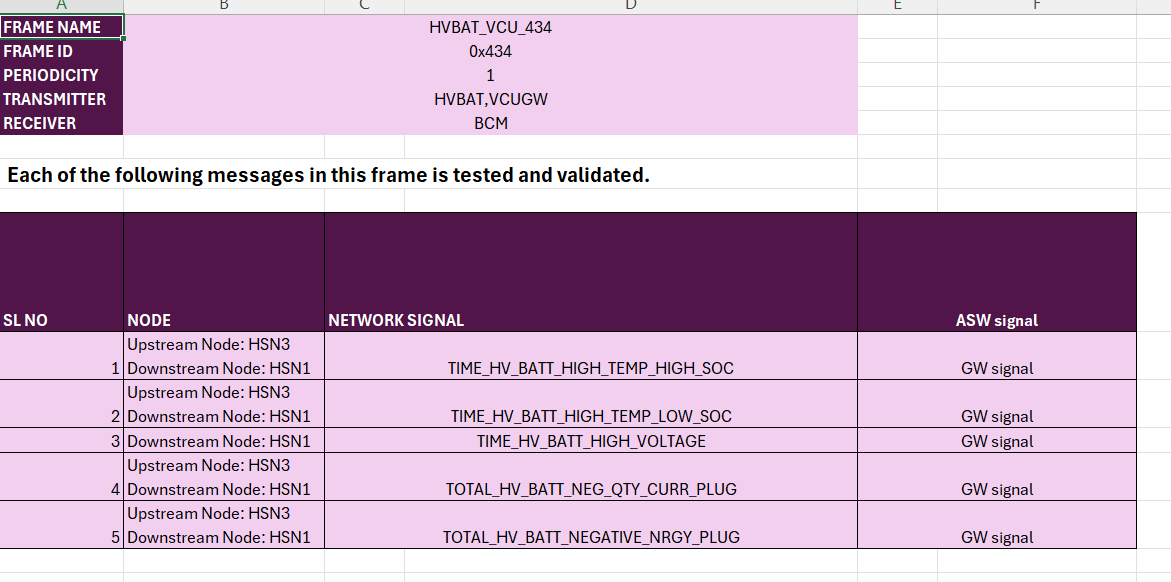 A B C D E F
FRAME NAME HVBAT_VCU_434
FRAME ID 0x434
PERIODICITY 1
TRANSMITTER HVBAT,VCUGW
RECEIVER BCM
Each of the following messages in this frame is tested and validated.
SL NO NODE NETWORK SIGNAL ASW signal
Upstream Node: HSN3
1 Downstream Node: HSN1 TIME_HV_BATT_HIGH_TEMP_HIGH_SOC GW signal
Upstream Node: HSN3
2 Downstream Node: HSN1 TIME_HV_BATT_HIGH_TEMP_LOW_SOC GW signal
3 Downstream Node: HSN1 TIME_HV_BATT_HIGH_VOLTAGE GW signal
Upstream Node: HSN3
4 Downstream Node: HSN1 TOTAL_HV_BATT_NEG_QTY_CURR_PLUG GW signal
Upstream Node: HSN3
5 Downstream Node: HSN1 TOTAL_HV_BATT_NEGATIVE_NRGY_PLUG GW signal